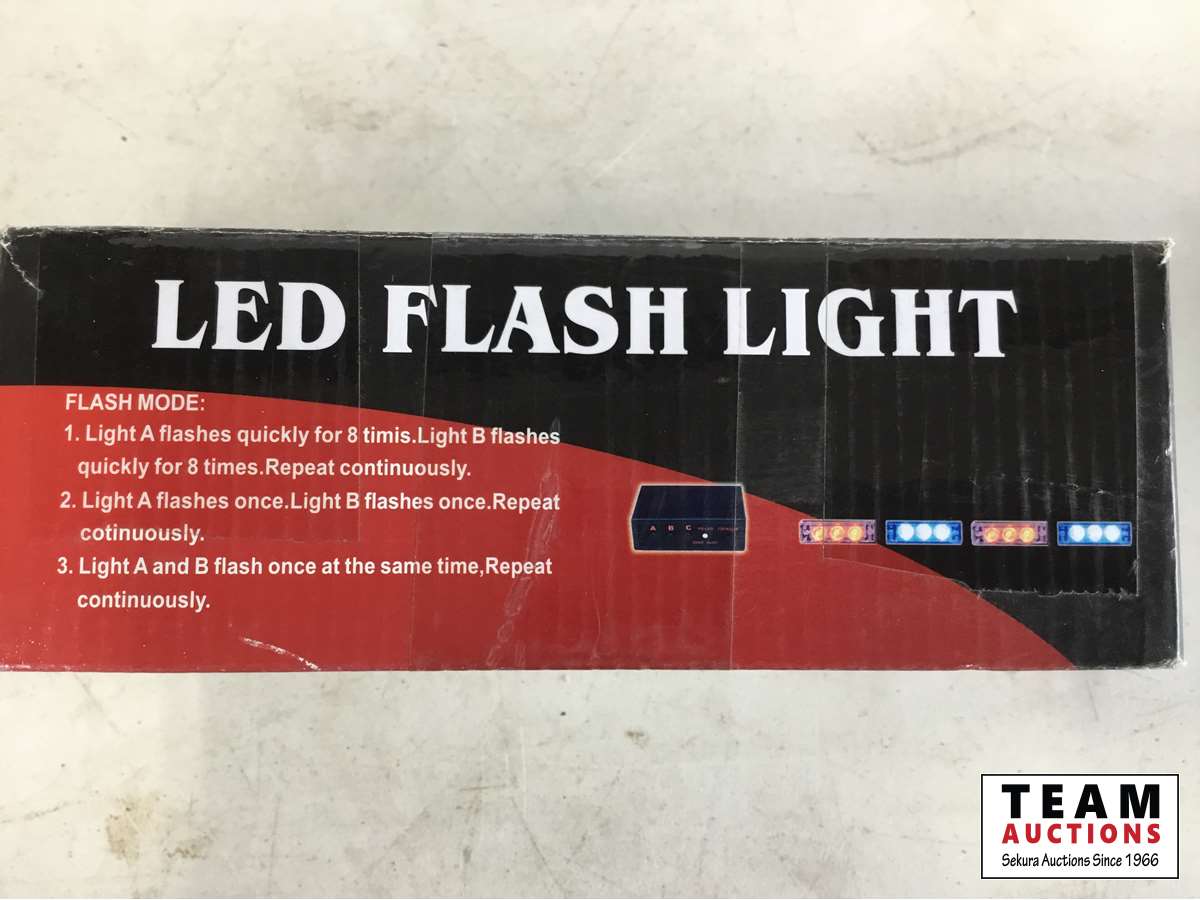 LED FLASH LIGHT
FLASH MODE:
1. Light A flashes quickly for 8 timis.Light B flashes
quickly for 8 times.Repeat continuously.
2. Light A flashes once.Light B flashes once.Repeat
cotinuously.
3. Light A and B flash once at the same time,Repeat
continuously.
A B C
TEAM
AUCTIONS
Sekura Auctions Since 1966